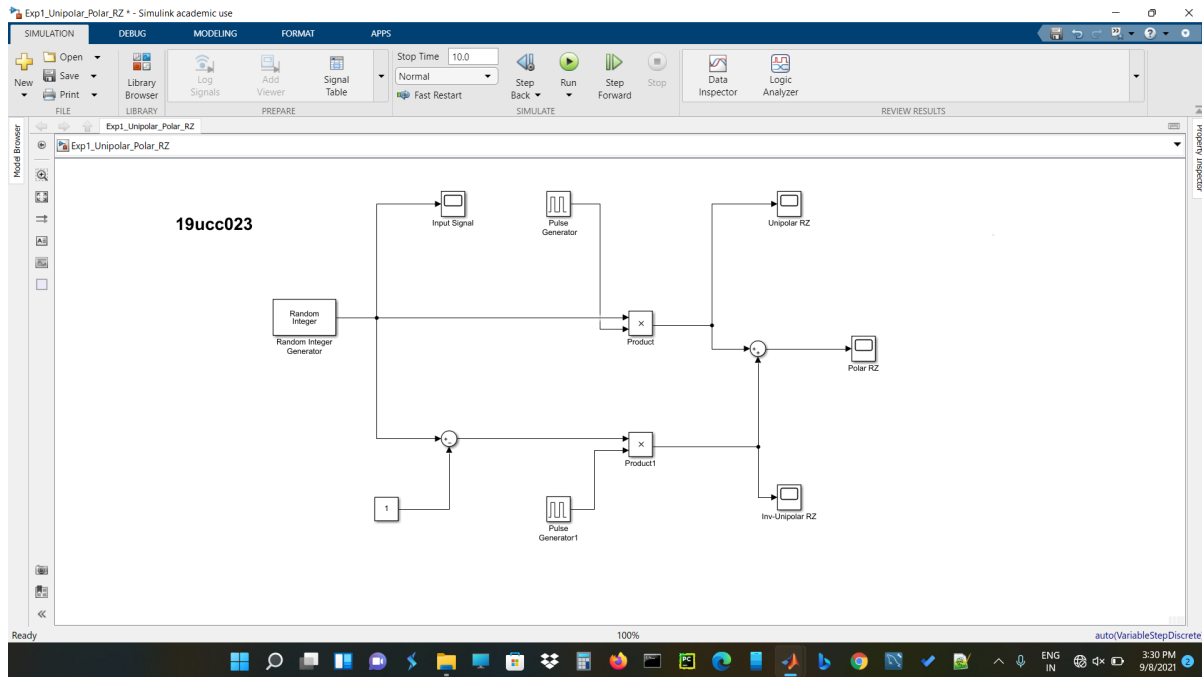 Exp1_Unipolar_Polar_RZ * - Simulink academic use
SIMULATION DEBUG MODELING FORMAT APPS
New
Open
Save
Print
FILE
Library Browser
LIBRARY
Log Signals
Add Viewer
Signal Table
PREPARE
Stop Time 10.0
Normal
Fast Restart
Step Back
Run
Step Forward
Stop
SIMULATE
Data Inspector
Logic Analyzer
REVIEW RESULTS
Model Browser
Exp1_Unipolar_Polar_RZ
Exp1_Unipolar_Polar_RZ
Property Inspector
19ucc023
Input Signal
Pulse
Generator
Unipolar RZ
Random
Integer
Random Integer
Generator
×
Product
+
+
Polar RZ
+
−
×
Product1
1
Pulse
Generator1
Inv-Unipolar RZ
Ready 100% auto(VariableStepDiscrete
ENG
IN
3:30 PM
9/8/2021
2